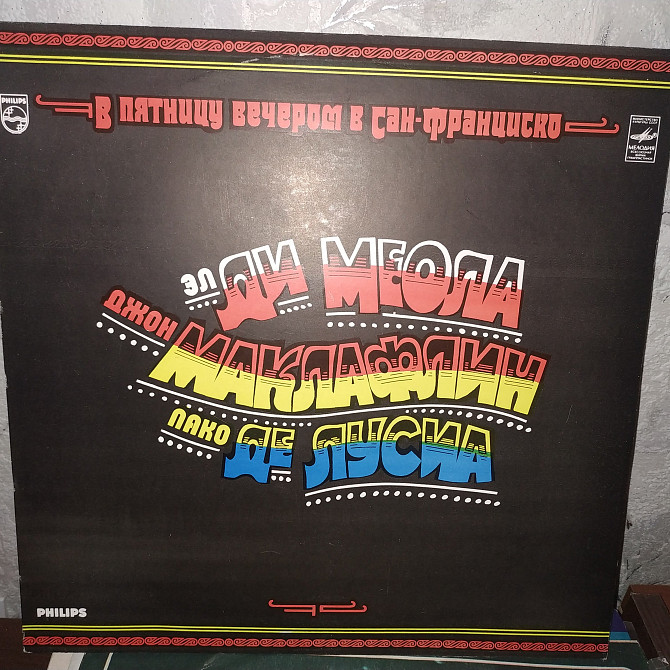 PHILIPS
В ПЯТНИЦУ ВЕЧЕРОМ В САН-ФРАНЦИСКО
МЕЛОДИЯ
ЭЛ ДИ МЕОЛА
ДЖОН МАКЛАФЛИН
ПАКО ДЕ ЛУСИА
PHILIPS